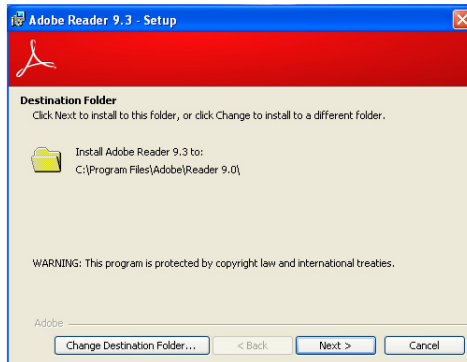 Adobe Reader 9.3 - Setup
Destination Folder
Click Next to install to this folder, or click Change to install to a different folder.
Install Adobe Reader 9.3 to:
C:\Program Files\Adobe\Reader 9.0\
WARNING: This program is protected by copyright law and international treaties.
Adobe
Change Destination Folder... < Back Next > Cancel